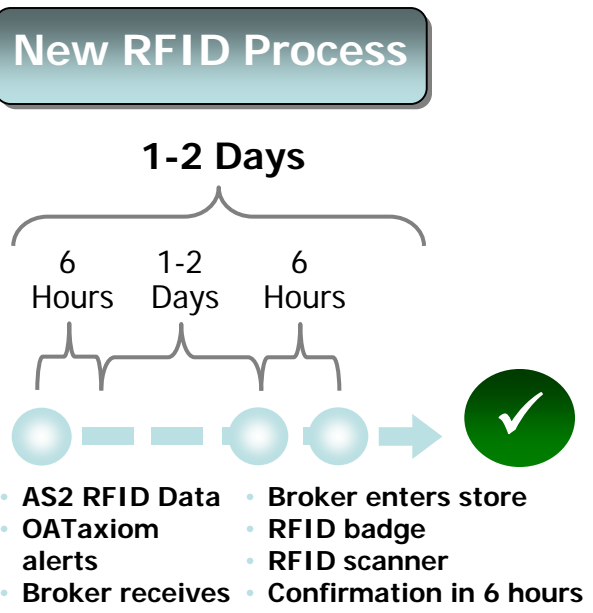 New RFID Process
1-2 Days
6 Hours
1-2 Days
6 Hours
• AS2 RFID Data
• OATaxiom
alerts
• Broker receives
• Broker enters store
• RFID badge
• RFID scanner
• Confirmation in 6 hours